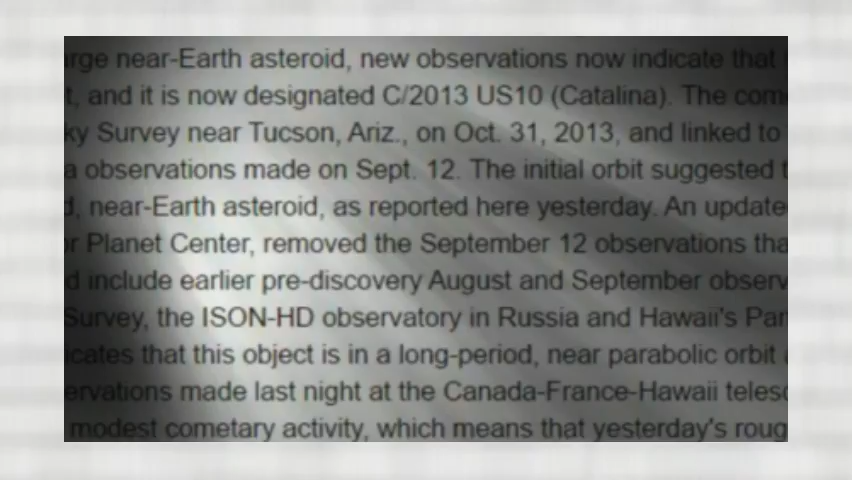 rge near-Earth asteroid, new observations now indicate that
t, and it is now designated C/2013 US10 (Catalina). The com
ky Survey near Tucson, Ariz., on Oct. 31, 2013, and linked to
a observations made on Sept. 12. The initial orbit suggested t
d, near-Earth asteroid, as reported here yesterday. An update
r Planet Center, removed the September 12 observations tha
d include earlier pre-discovery August and September observ
Survey, the ISON-HD observatory in Russia and Hawaii's Pan
icates that this object is in a long-period, near parabolic orbit
ervations made last night at the Canada-France-Hawaii telesc
modest cometary activity, which means that yesterday's roug